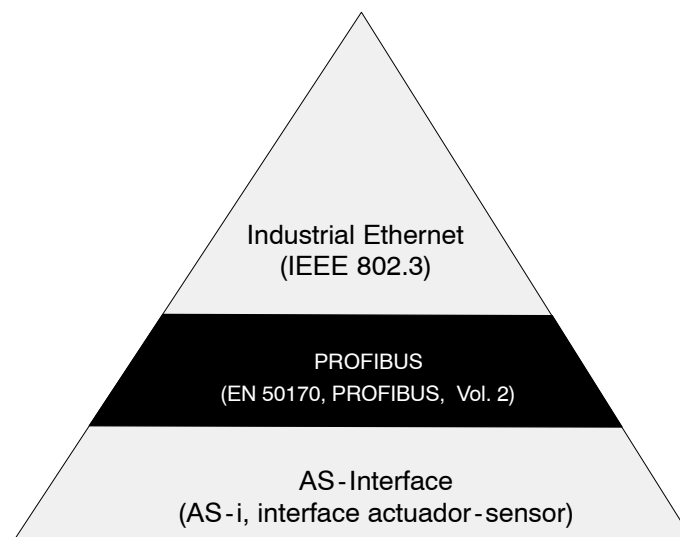 Industrial Ethernet
(IEEE 802.3)
PROFIBUS
(EN 50170, PROFIBUS, Vol. 2)
AS-Interface
(AS-i, interface actuador-sensor)